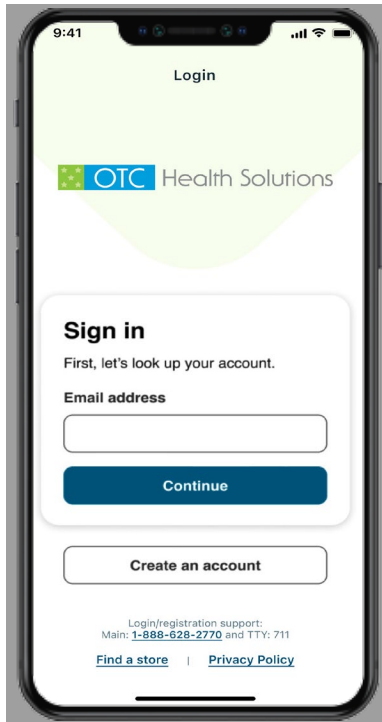 9:41
Login
OTC Health Solutions
Sign in
First, let's look up your account.
Email address
Continue
Create an account
Login/registration support:
Main: 1-888-628-2770 and TTY: 711
Find a store | Privacy Policy